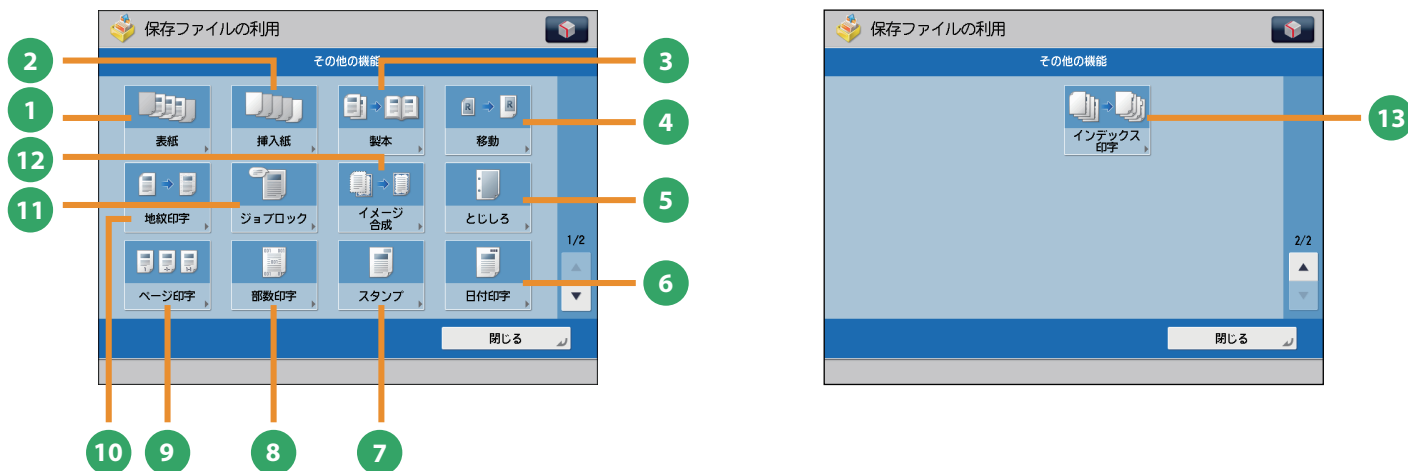 保存ファイルの利用
その他の機能
2
3
1
4
表紙
挿入紙
製本
移動
12
11
5
地紋印字
ジョブロック
イメージ
合成
とじしろ
1/2
6
ページ印字
部数印字
スタンプ
日付印字
閉じる
10
9
8
7
保存ファイルの利用
その他の機能
13
インデックス
印字
2/2
閉じる